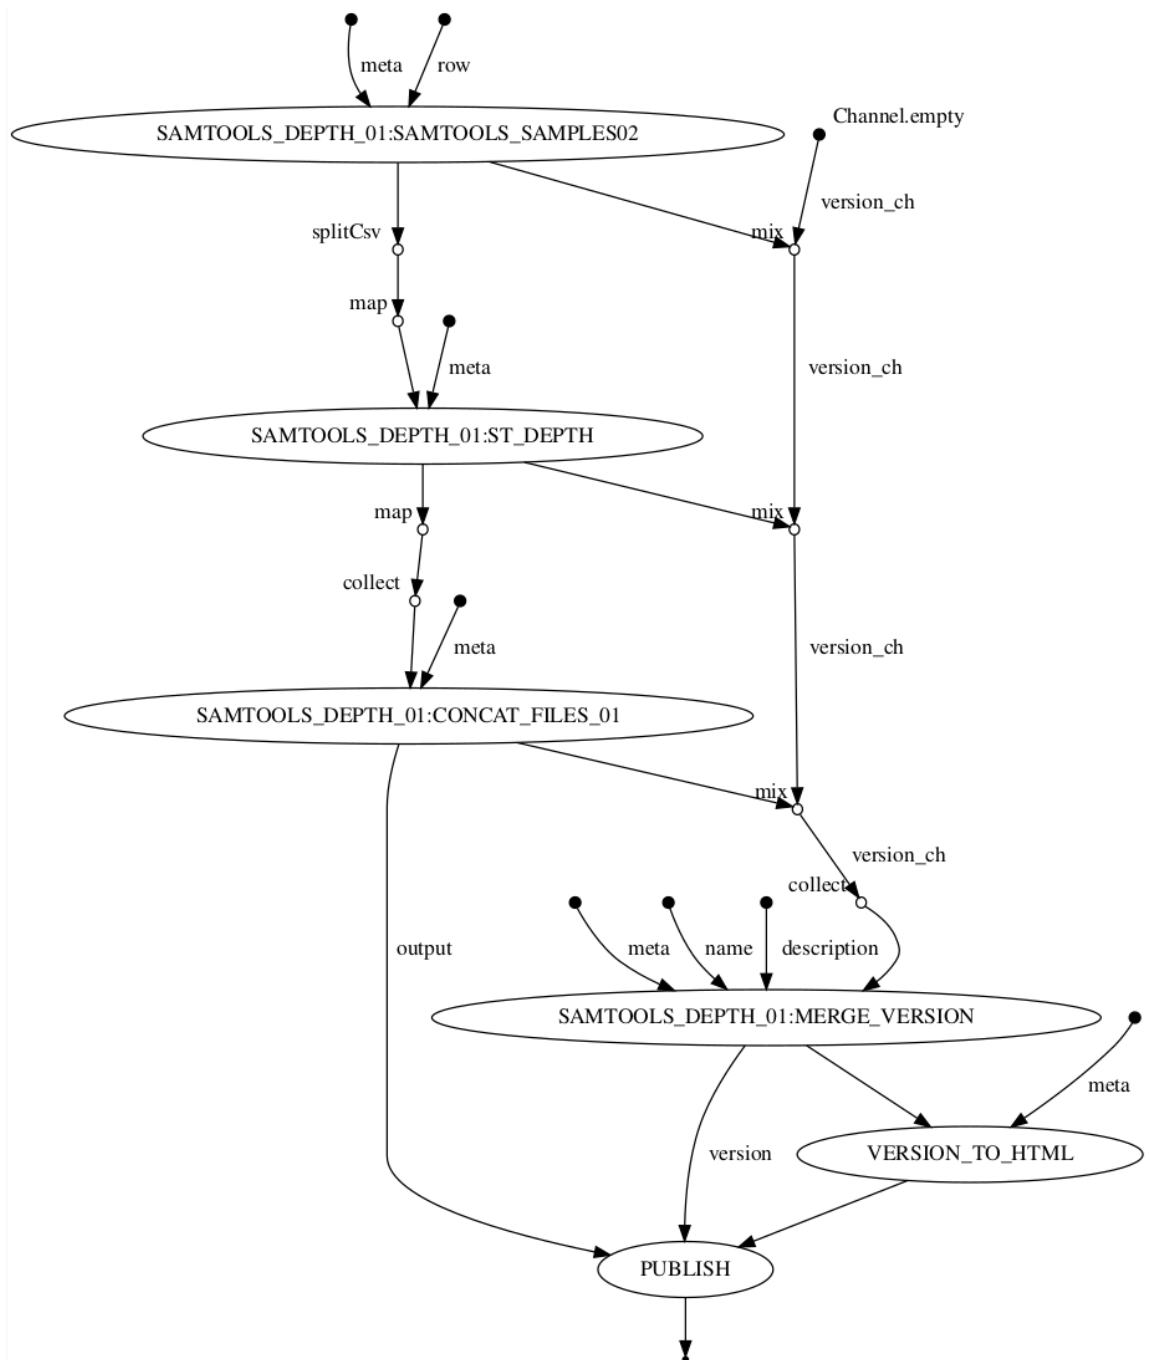 meta
row
Channel.empty
SAMTOOLS_DEPTH_01:SAMTOOLS_SAMPLES02
version_ch
splitCsv
mix
map
meta
version_ch
SAMTOOLS_DEPTH_01:ST_DEPTH
map
mix
collect
meta
version_ch
SAMTOOLS_DEPTH_01:CONCAT_FILES_01
mix
version_ch
collect
output
meta
name
description
SAMTOOLS_DEPTH_01:MERGE_VERSION
meta
version
VERSION_TO_HTML
PUBLISH